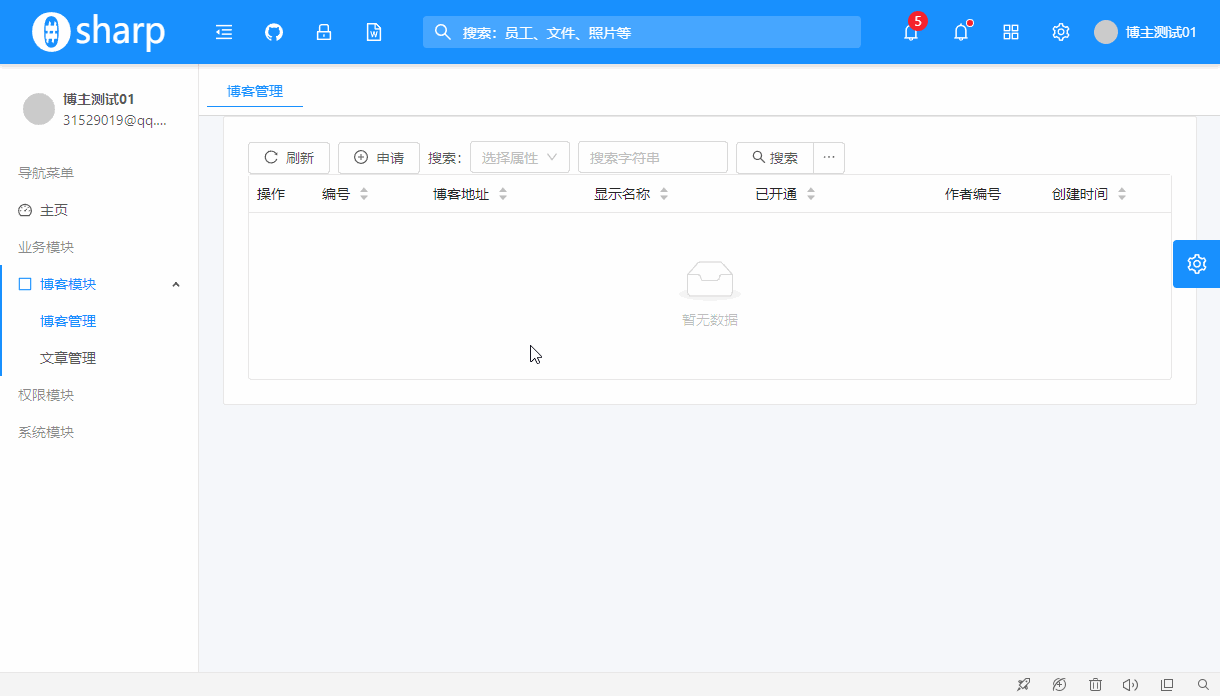 #sharp
搜索：员工、文件、照片等
5
博主测试01
博主测试01
31529019@qq....
导航菜单
主页
业务模块
博客模块
博客管理
文章管理
权限模块
系统模块
博客管理
刷新 申请 搜索： 选择属性 搜索字符串 搜索 ···
操作 编号 博客地址 显示名称 已开通 作者编号 创建时间
暂无数据